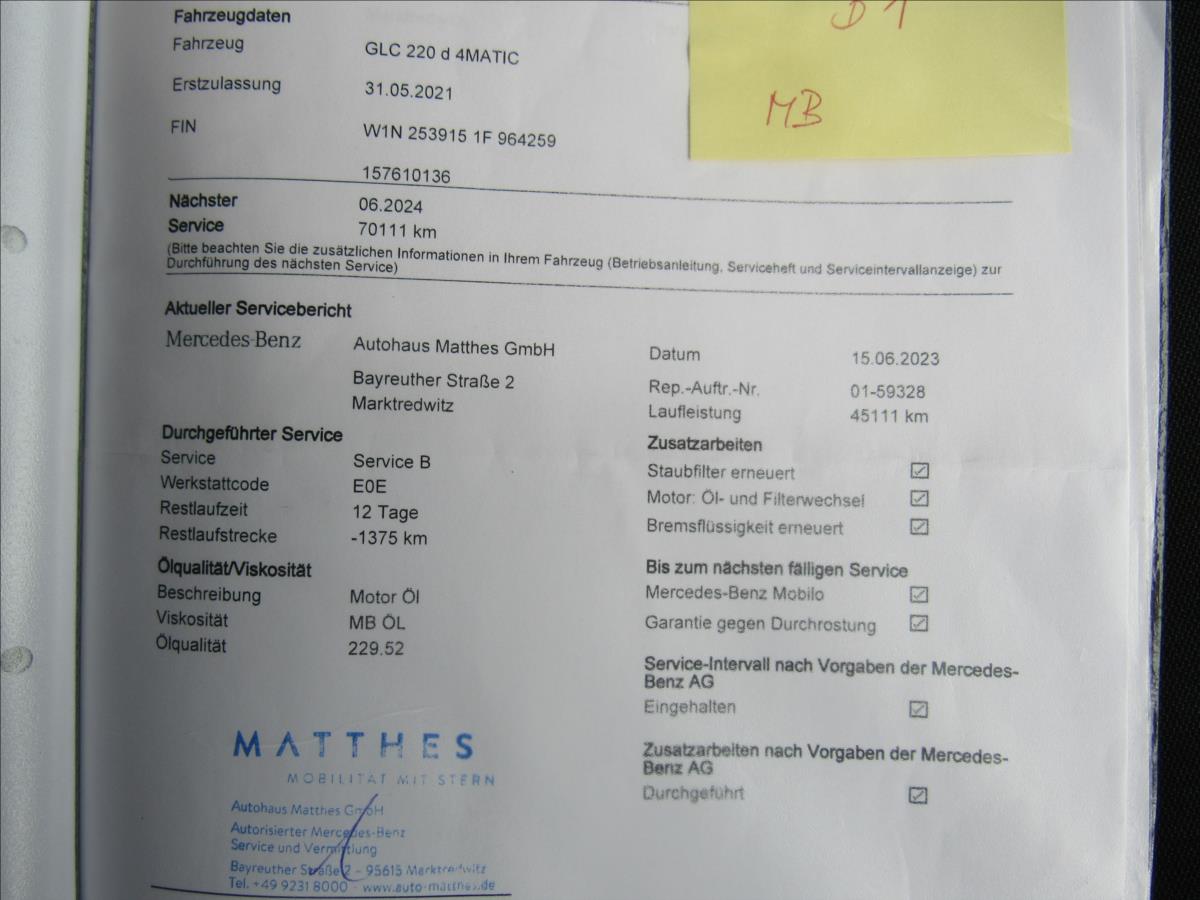 Fahrzeugdaten
Fahrzeug GLC 220 d 4MATIC
Erstzulassung 31.05.2021
FIN W1N 253915 1F 964259
157610136
MB
Nächster 06.2024
Service 70111 km
(Bitte beachten Sie die zusätzlichen Informationen in Ihrem Fahrzeug (Betriebsanleitung, Serviceheft und Serviceintervallanzeige) zur
Durchführung des nächsten Service)
Aktueller Servicebericht
Mercedes-Benz Autohaus Matthes GmbH
Bayreuther Straße 2
Marktredwitz
Datum 15.06.2023
Rep.-Auftr.-Nr. 01-59328
Laufleistung 45111 km
Durchgeführter Service
Service Service B
Werkstattcode E0E
Restlaufzeit 12 Tage
Restlaufstrecke -1375 km
Ölqualität/Viskosität
Beschreibung Motor Öl
Viskosität MB ÖL
Ölqualität 229.52
Zusatzarbeiten
Staubfilter erneuert
Motor: Öl- und Filterwechsel
Bremsflüssigkeit erneuert
Bis zum nächsten fälligen Service
Mercedes-Benz Mobilo
Garantie gegen Durchrostung
Service-Intervall nach Vorgaben der Mercedes-
Benz AG
Eingehalten
Zusatzarbeiten nach Vorgaben der Mercedes-
Benz AG
Durchgeführt
MATTHES
MOBILITÄT MIT STERN
Autohaus Matthes GmbH
Autorisierter Mercedes-Benz
Service und Vermittlung
Bayreuther Straße 2 - 95615 Marktredwitz
Tel. +49 9231 8000 · www.auto-matthes.de